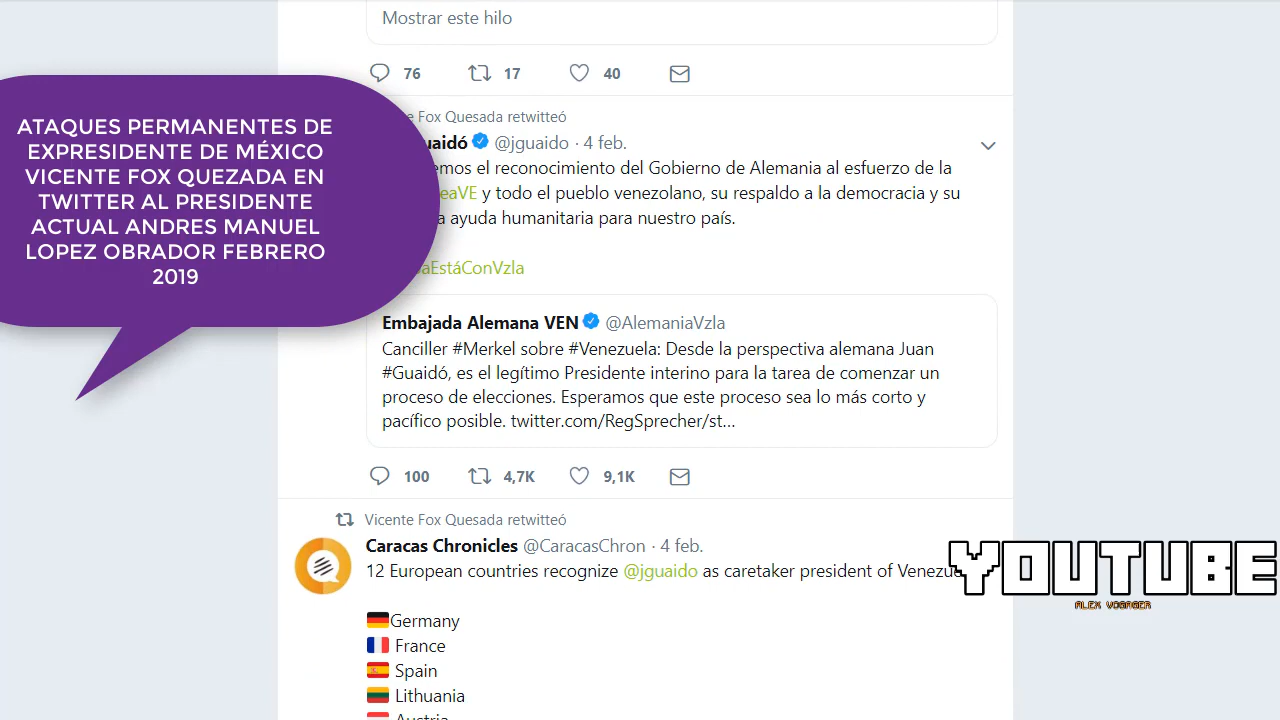 Mostrar este hilo
76 17 40
ATAQUES PERMANENTES DE
EXPRESIDENTE DE MÉXICO
VICENTE FOX QUEZADA EN
TWITTER AL PRESIDENTE
ACTUAL ANDRES MANUEL
LOPEZ OBRADOR FEBRERO
2019
Fox Quesada retwitteó
@jguaido · 4 feb.
el reconocimiento del Gobierno de Alemania al esfuerzo de la
y todo el pueblo venezolano, su respaldo a la democracia y su
a ayuda humanitaria para nuestro país.
aEstáConVzla
Embajada Alemana VEN @AlemaniaVzla
Canciller #Merkel sobre #Venezuela: Desde la perspectiva alemana Juan
#Guaidó, es el legítimo Presidente interino para la tarea de comenzar un
proceso de elecciones. Esperamos que este proceso sea lo más corto y
pacífico posible. twitter.com/RegSprecher/st…
100 4,7K 9,1K
Vicente Fox Quesada retwitteó
Caracas Chronicles @CaracasChron · 4 feb.
12 European countries recognize @jguaido as caretaker president of Venezue
Germany
France
Spain
Lithuania
Austria
YOUTUBE
ALEX VOGAGER